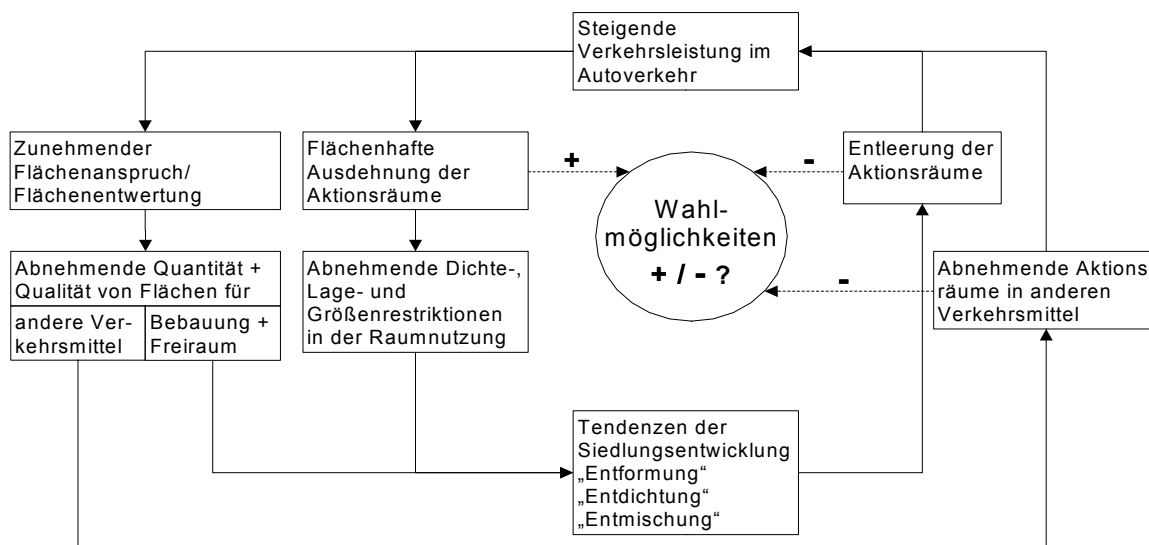 Steigende
Verkehrsleistung im
Autoverkehr
Zunehmender
Flächenanspruch/
Flächenentwertung
Flächenhafte
Ausdehnung der
Aktionsräume
+
-
Entleerung der
Aktionsräume
Wahl-
möglichkeiten
+ / - ?
Abnehmende Quantität +
Qualität von Flächen für
andere Ver-
kehrsmittel
Bebauung +
Freiraum
Abnehmende Dichte-,
Lage- und
Größenrestriktionen
in der Raumnutzung
-
Abnehmende Aktions
räume in anderen
Verkehrsmittel
Tendenzen der
Siedlungsentwicklung
„Entformung“
„Entdichtung“
„Entmischung“